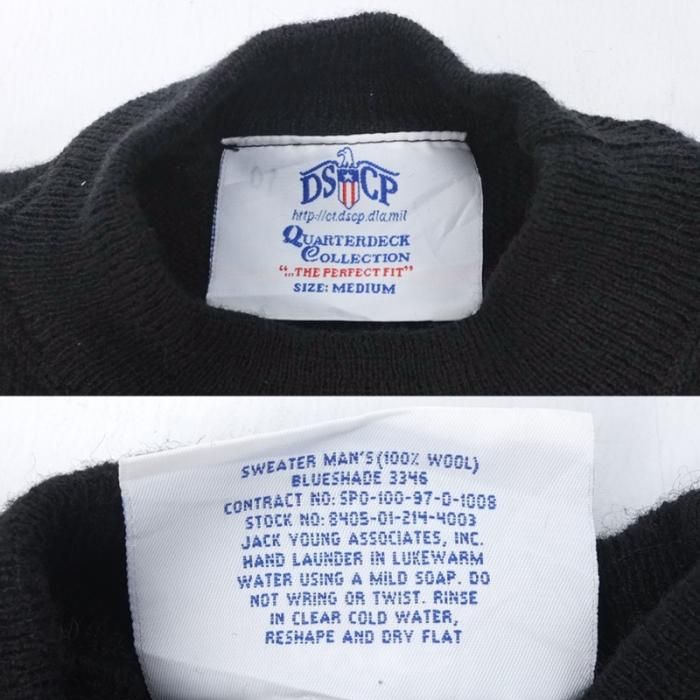 DSCP
http://ct.dscp.dla.mil
QUARTERDECK
COLLECTION
"...THE PERFECT FIT"
SIZE: MEDIUM
SWEATER MAN'S (100% WOOL)
BLUESHADE 3346
CONTRACT NO: SPO-100-97-D-1008
STOCK NO: 8405-01-214-4003
JACK YOUNG ASSOCIATES, INC.
HAND LAUNDER IN LUKEWARM
WATER USING A MILD SOAP. DO
NOT WRING OR TWIST. RINSE
IN CLEAR COLD WATER,
RESHAPE AND DRY FLAT